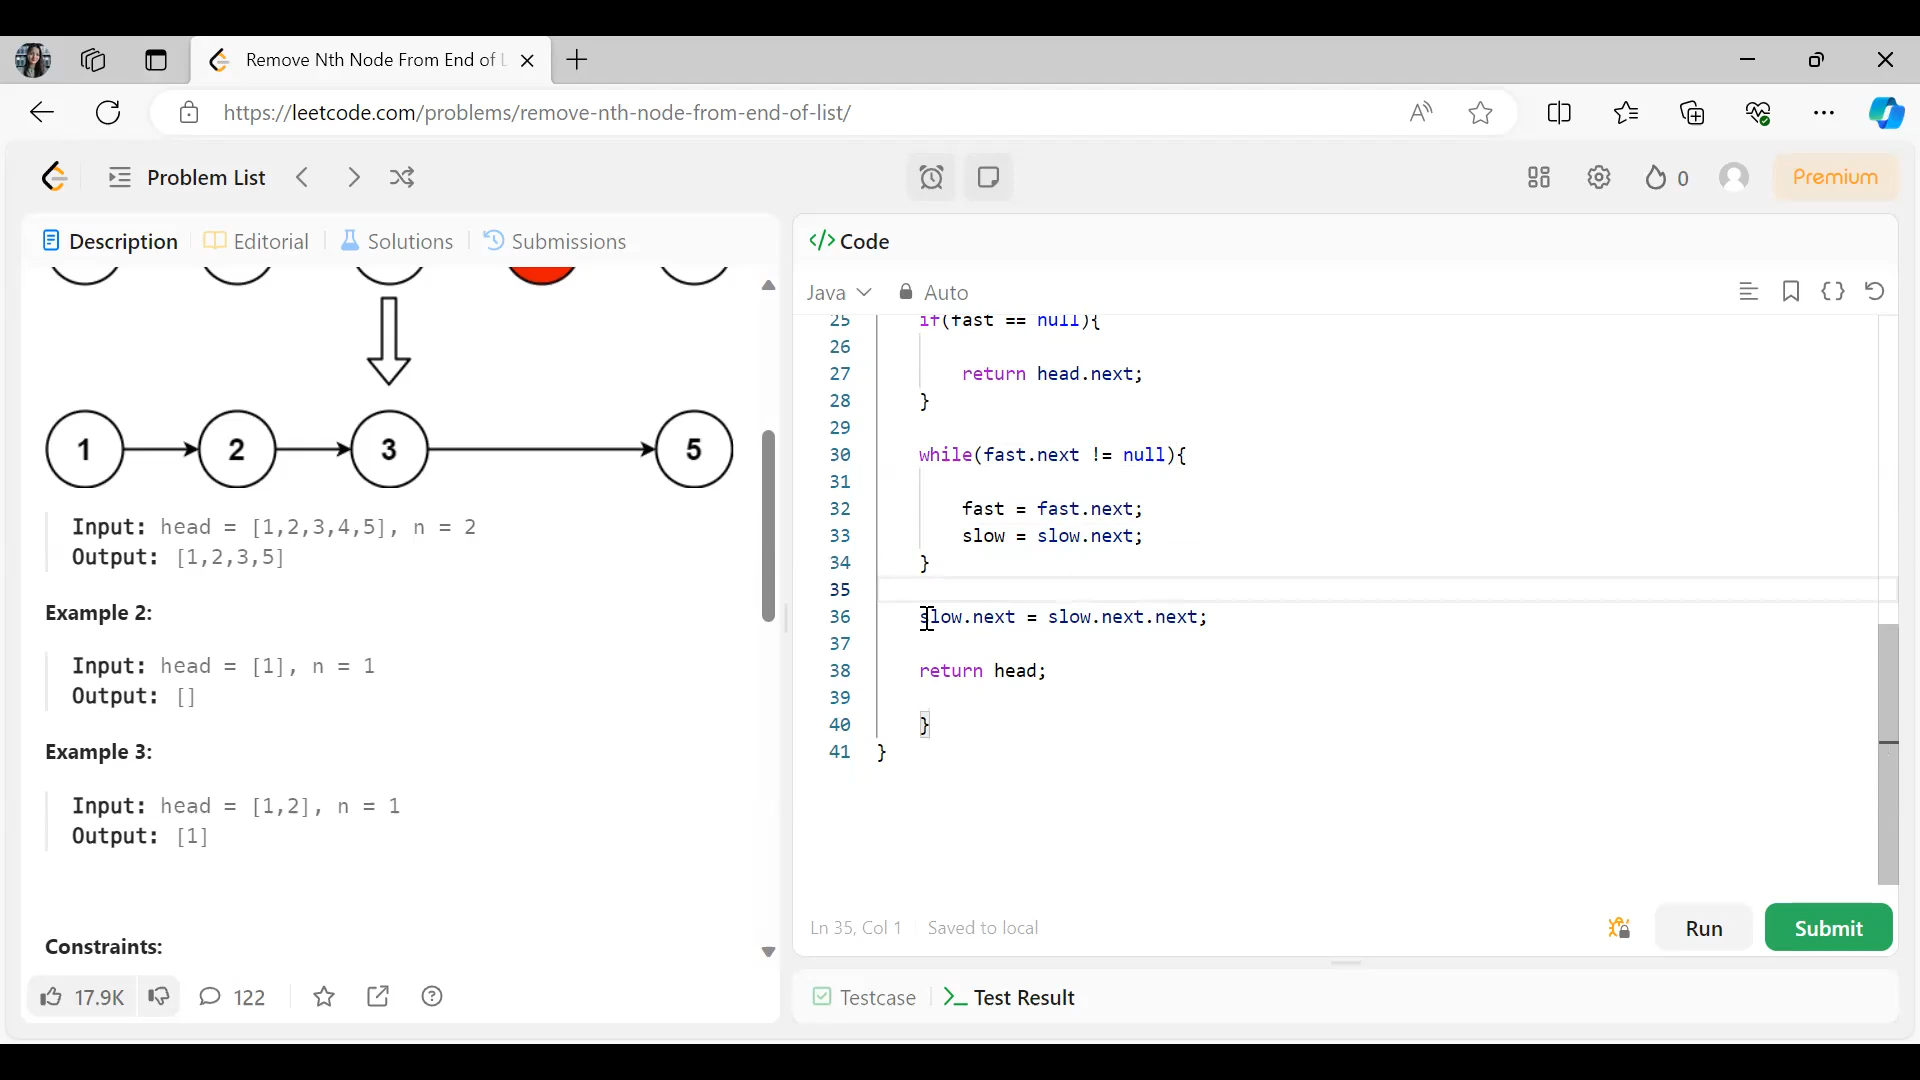 Remove Nth Node From End of L
https://leetcode.com/problems/remove-nth-node-from-end-of-list/
Problem List
0
Premium
Description
Editorial
Solutions
Submissions
1
2
3
5
Input: head = [1,2,3,4,5], n = 2
Output: [1,2,3,5]
Example 2:
Input: head = [1], n = 1
Output: []
Example 3:
Input: head = [1,2], n = 1
Output: [1]
Constraints:
17.9K
122
</> Code
Java
Auto
25 if(fast == null){
26
27 return head.next;
28 }
29
30 while(fast.next != null){
31
32 fast = fast.next;
33 slow = slow.next;
34 }
35
36 slow.next = slow.next.next;
37
38 return head;
39
40 }
41 }
Ln 35, Col 1
Saved to local
Run
Submit
Testcase
Test Result